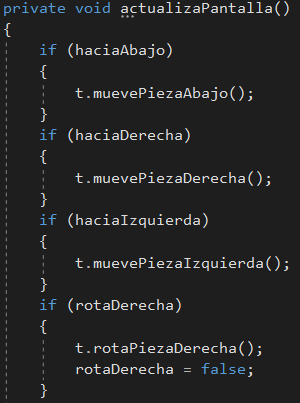 private void actualizaPantalla()
{
if (haciaAbajo)
{
t.muevePiezaAbajo();
}
if (haciaDerecha)
{
t.muevePiezaDerecha();
}
if (haciaIzquierda)
{
t.muevePiezaIzquierda();
}
if (rotaDerecha)
{
t.rotaPiezaDerecha();
rotaDerecha = false;
}